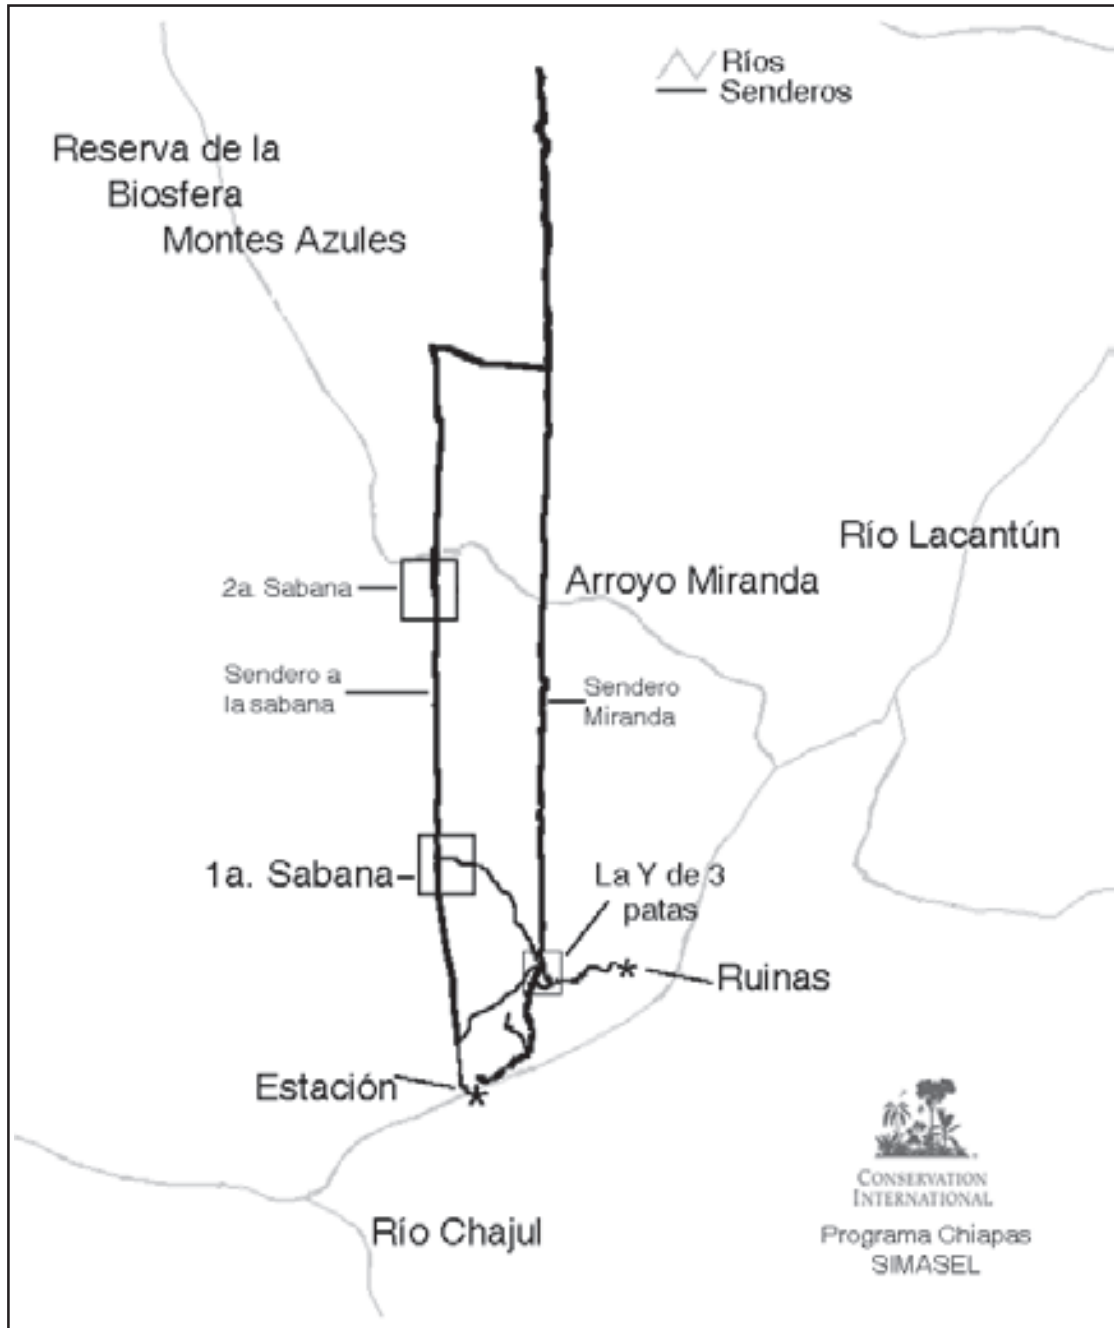 Ríos
Senderos
Reserva de la
Biosfera
Montes Azules
Río Lacantún
Arroyo Miranda
2a. Sabana
Sendero a
la sabana
Sendero
Miranda
1a. Sabana
La Y de 3
patas
Ruinas
Estación
Río Chajul
CONSERVATION
INTERNATIONAL
Programa Chiapas
SIMASEL